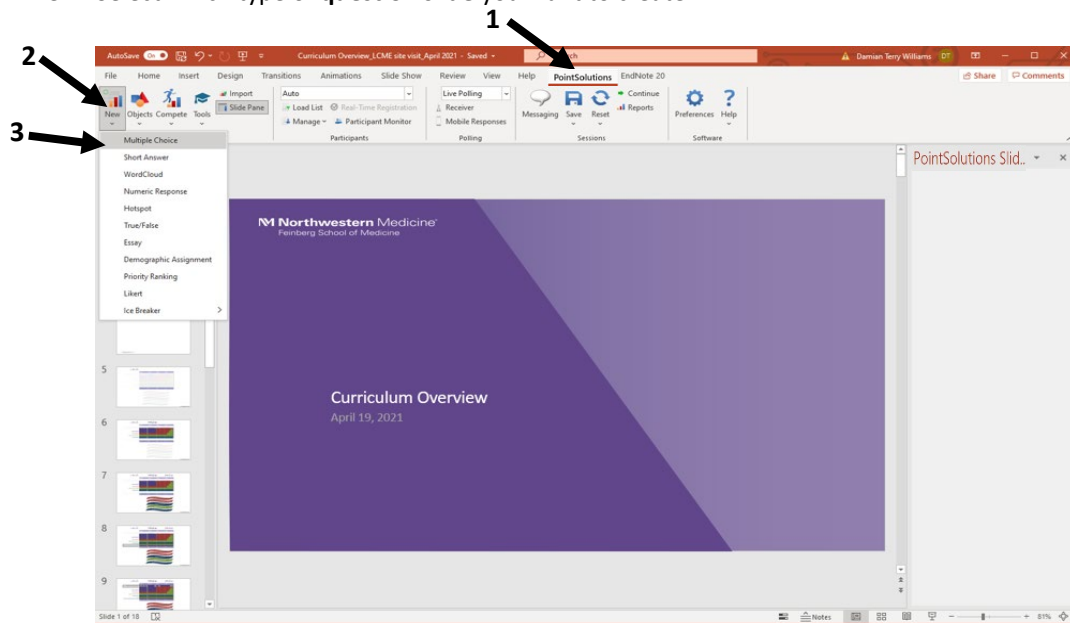 1
2
3
AutoSave On
Curriculum Overview_LCME site visit_April 2021 - Saved
Damian Terry Williams
DT
File Home Insert Design Transitions Animations Slide Show Review View Help PointSolutions EndNote 20
Share Comments
New Objects Compete Tools
Import
Slide Pane
Auto
Load List Real-Time Registration
Manage Participant Monitor
Participants
Live Polling
Receiver
Mobile Responses
Polling
Messaging Save Reset
Continue
Reports
Sessions
Preferences Help
Software
Multiple Choice
Short Answer
WordCloud
Numeric Response
Hotspot
True/False
Essay
Demographic Assignment
Priority Ranking
Likert
Ice Breaker
PointSolutions Slid..
Northwestern Medicine
Feinberg School of Medicine
Curriculum Overview
April 19, 2021
5
6
7
8
9
Slide 1 of 18
Notes
81%